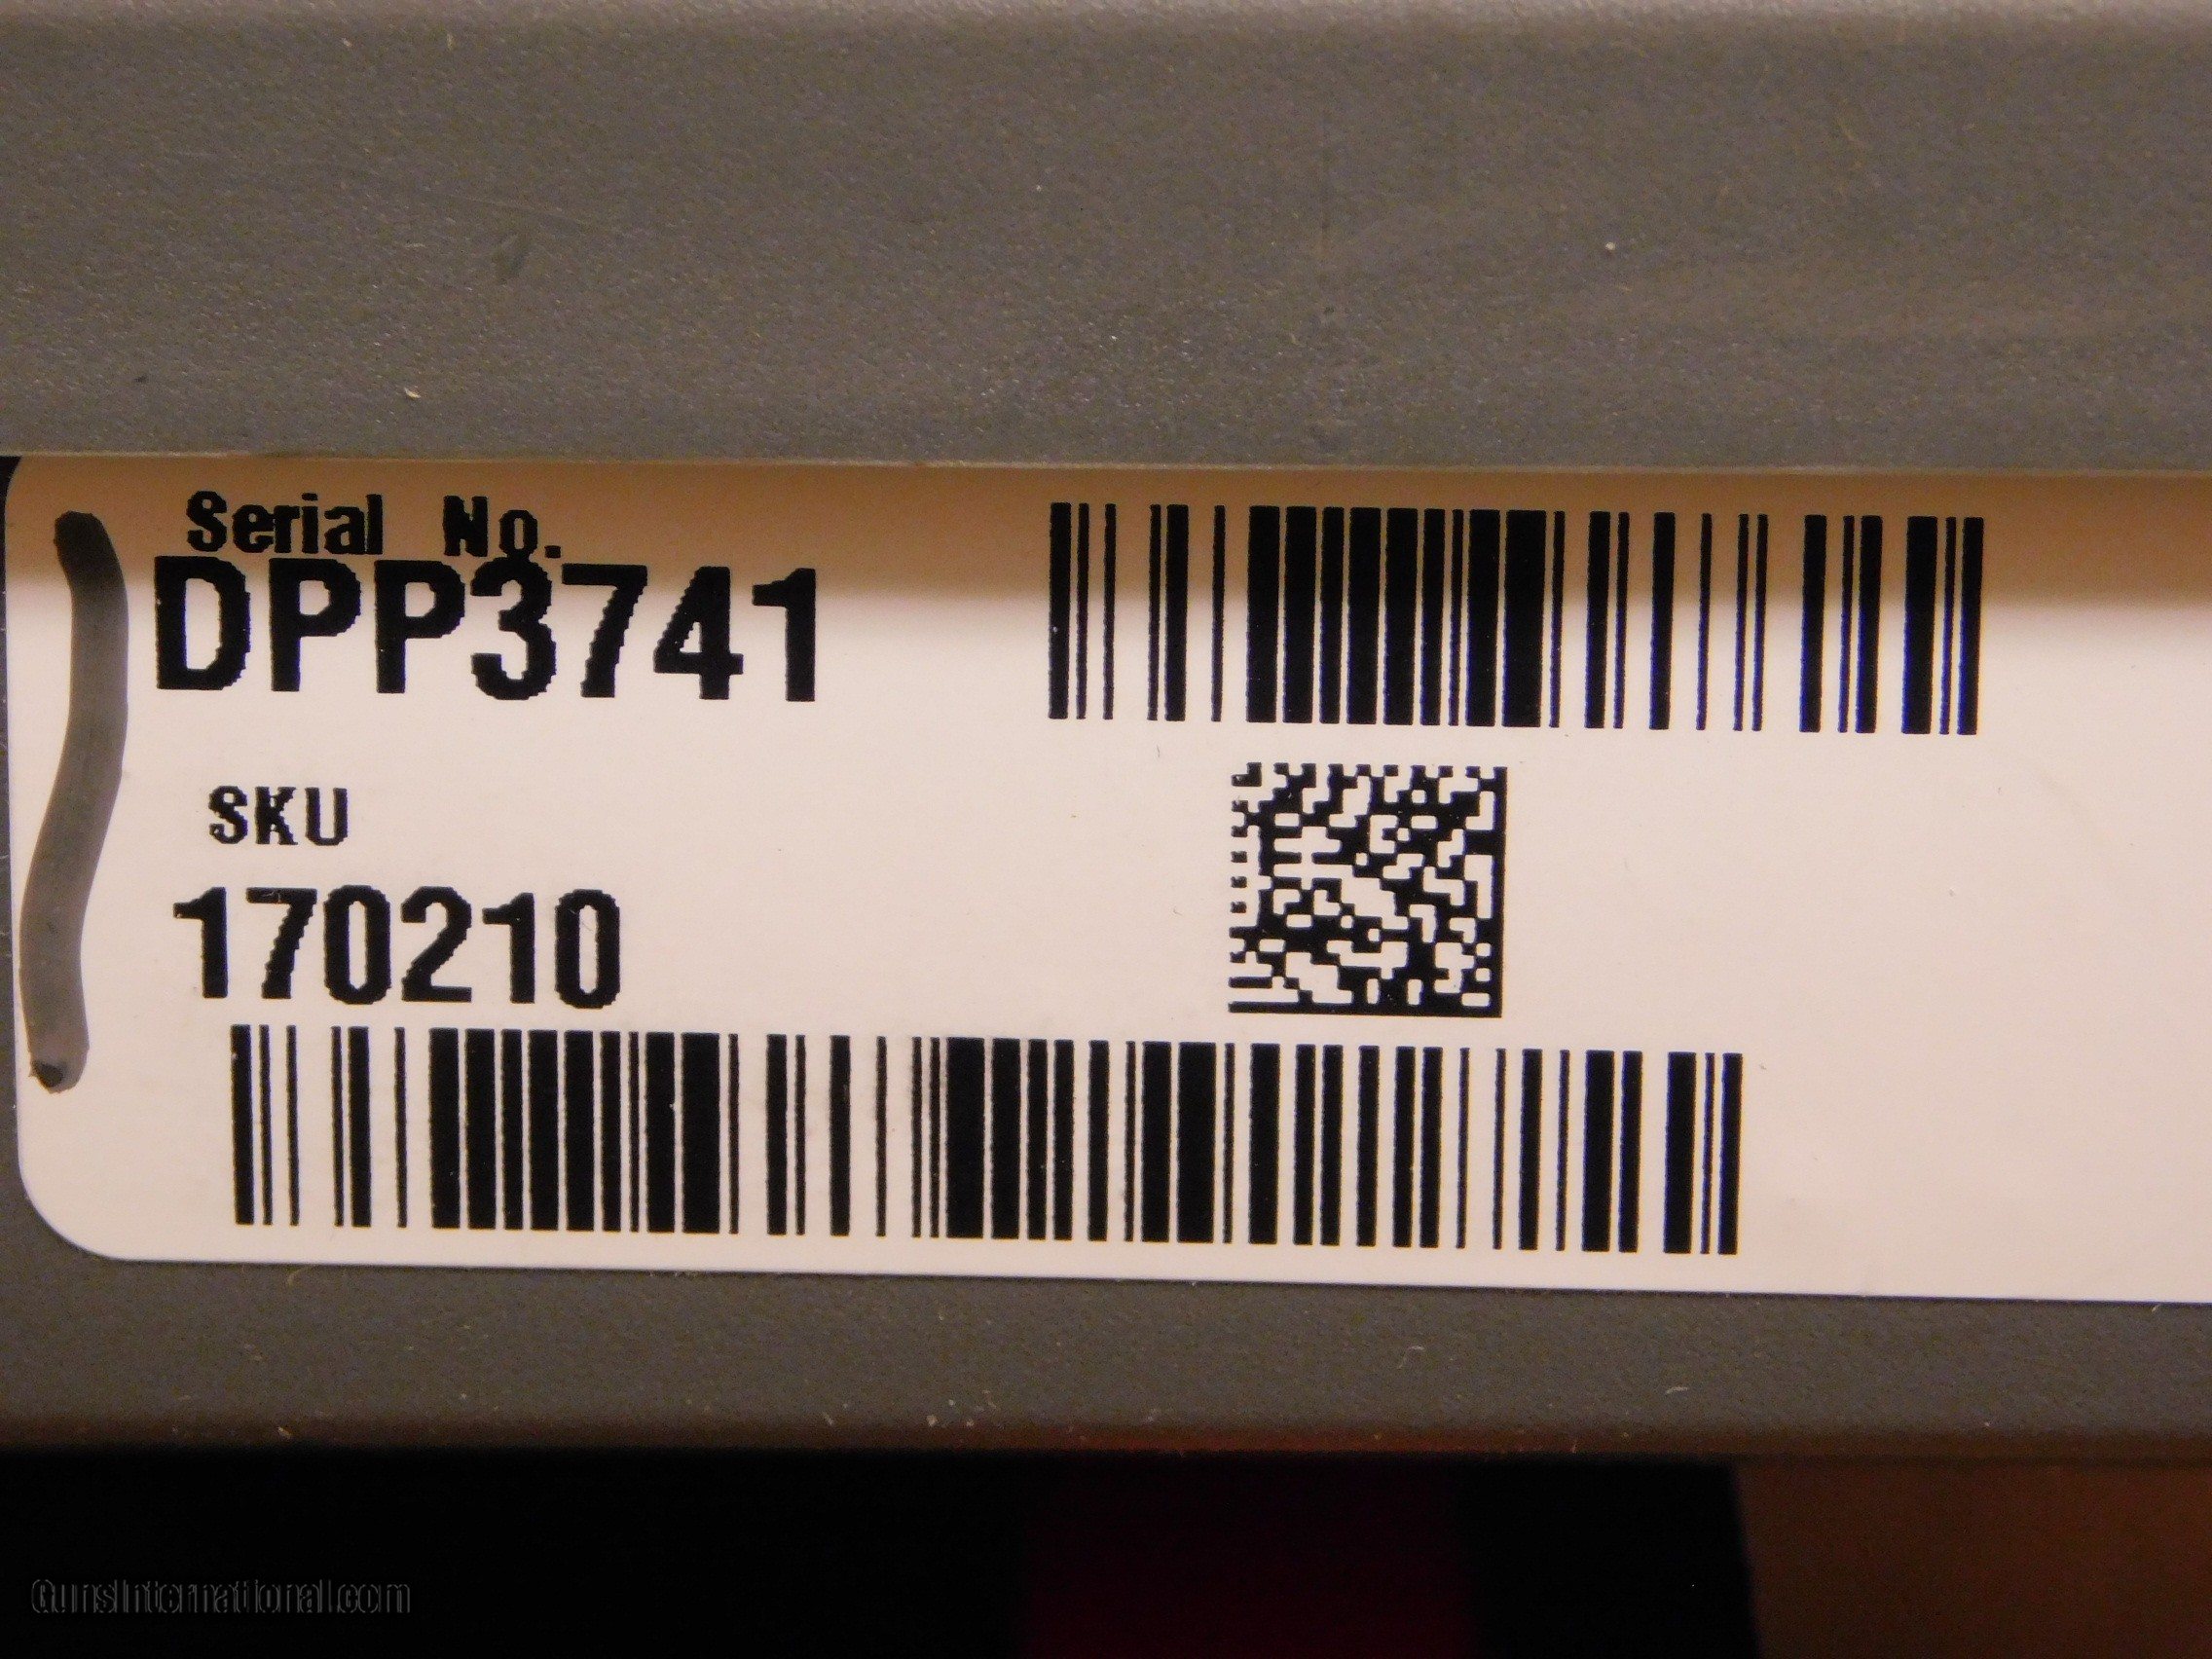 Serial No.
DPP3741
SKU
170210
GunsInternational.com